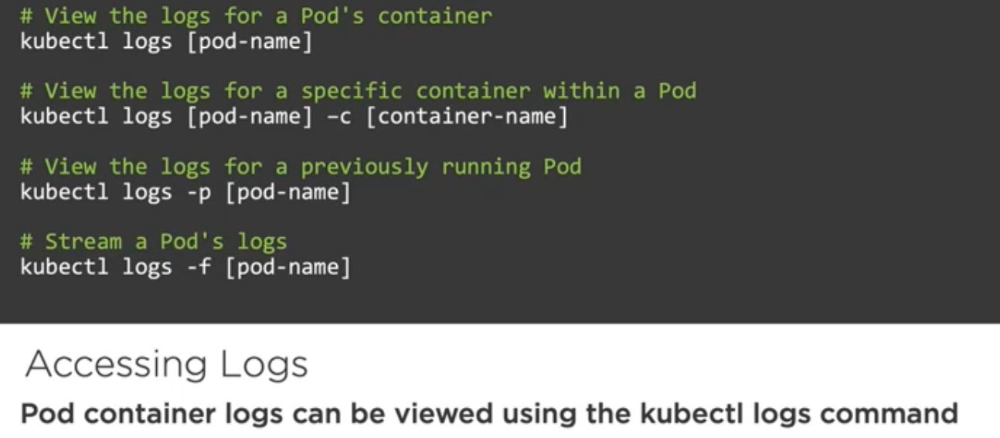 # View the logs for a Pod's container
kubectl logs [pod-name]
# View the logs for a specific container within a Pod
kubectl logs [pod-name] –c [container-name]
# View the logs for a previously running Pod
kubectl logs -p [pod-name]
# Stream a Pod's logs
kubectl logs -f [pod-name]
Accessing Logs
Pod container logs can be viewed using the kubectl logs command